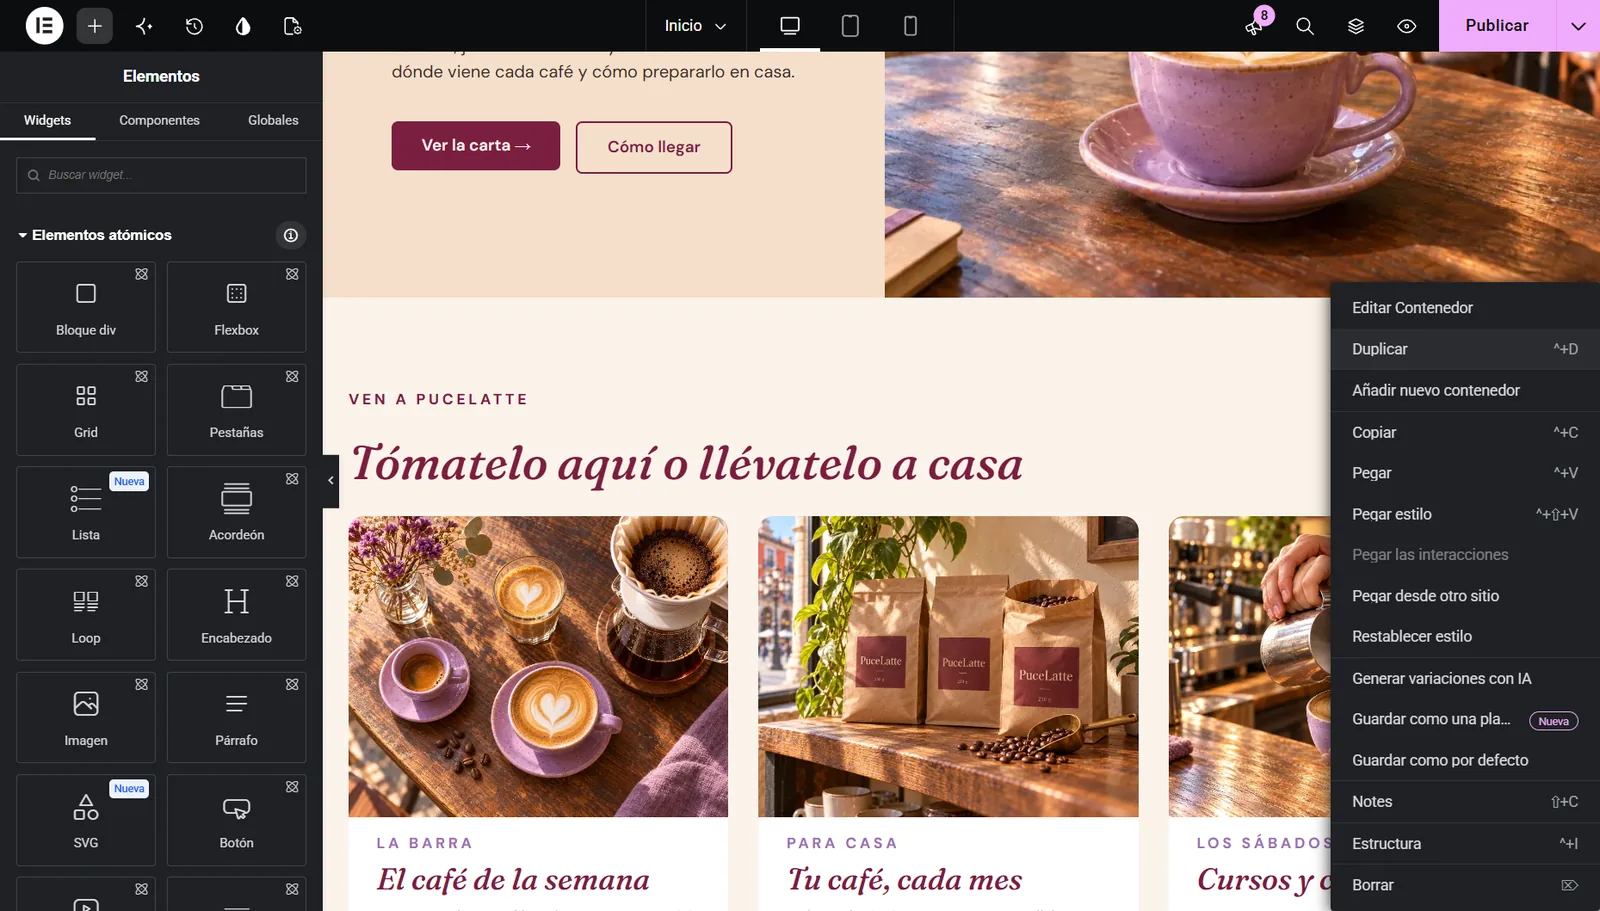 Inicio
8
Publicar
Elementos
Widgets
Componentes
Globales
Buscar widget...
Elementos atómicos
Bloque div
Flexbox
Grid
Pestañas
Nueva
Lista
Acordeón
Loop
Encabezado
Imagen
Párrafo
Nueva
SVG
Botón
dónde viene cada café y cómo prepararlo en casa.
Ver la carta →
Cómo llegar
VEN A PUCELATTE
Tómatelo aquí o llévatelo a casa
PuceLatte
PuceLatte
PuceLatte
LA BARRA
El café de la semana
PARA CASA
Tu café, cada mes
LOS SÁBADOS
Cursos y c
Editar Contenedor
Duplicar ^+D
Añadir nuevo contenedor
Copiar ^+C
Pegar ^+V
Pegar estilo ^+⇧+V
Pegar las interacciones
Pegar desde otro sitio
Restablecer estilo
Generar variaciones con IA
Guardar como una pla... Nueva
Guardar como por defecto
Notes ⇧+C
Estructura ^+I
Borrar ⌦